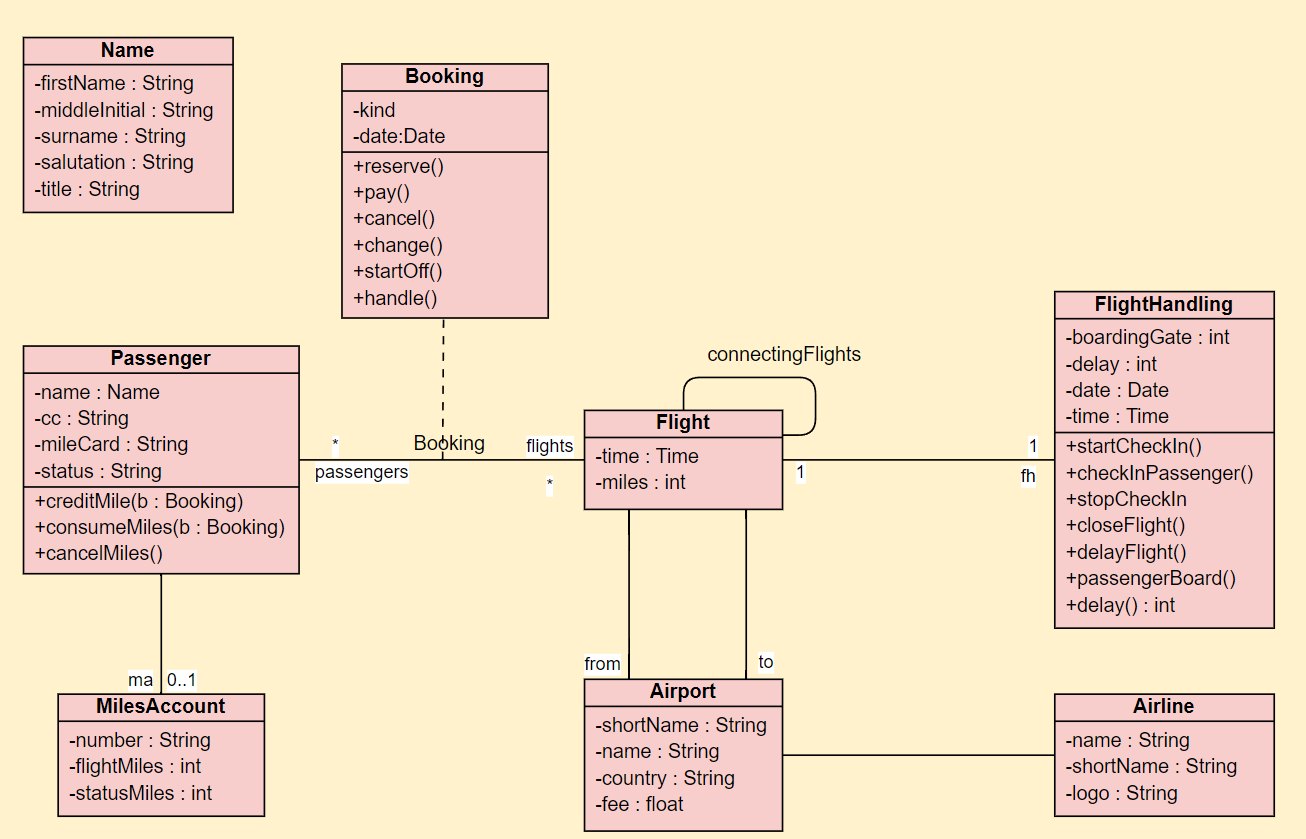 Name
-firstName : String
-middleInitial : String
-surname : String
-salutation : String
-title : String
Booking
-kind
-date:Date
+reserve()
+pay()
+cancel()
+change()
+startOff()
+handle()
Passenger
-name : Name
-cc : String
-mileCard : String
-status : String
+creditMile(b : Booking)
+consumeMiles(b : Booking)
+cancelMiles()
*
passengers
Booking
flights
*
connectingFlights
Flight
-time : Time
-miles : int
1
1
fh
FlightHandling
-boardingGate : int
-delay : int
-date : Date
-time : Time
+startCheckIn()
+checkInPassenger()
+stopCheckIn
+closeFlight()
+delayFlight()
+passengerBoard()
+delay() : int
ma
0..1
MilesAccount
-number : String
-flightMiles : int
-statusMiles : int
from
to
Airport
-shortName : String
-name : String
-country : String
-fee : float
Airline
-name : String
-shortName : String
-logo : String